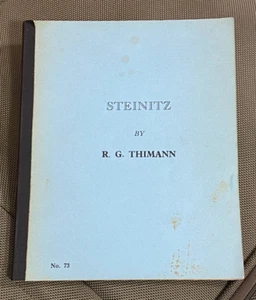 STEINITZ
BY
R. G. THIMANN
No. 73